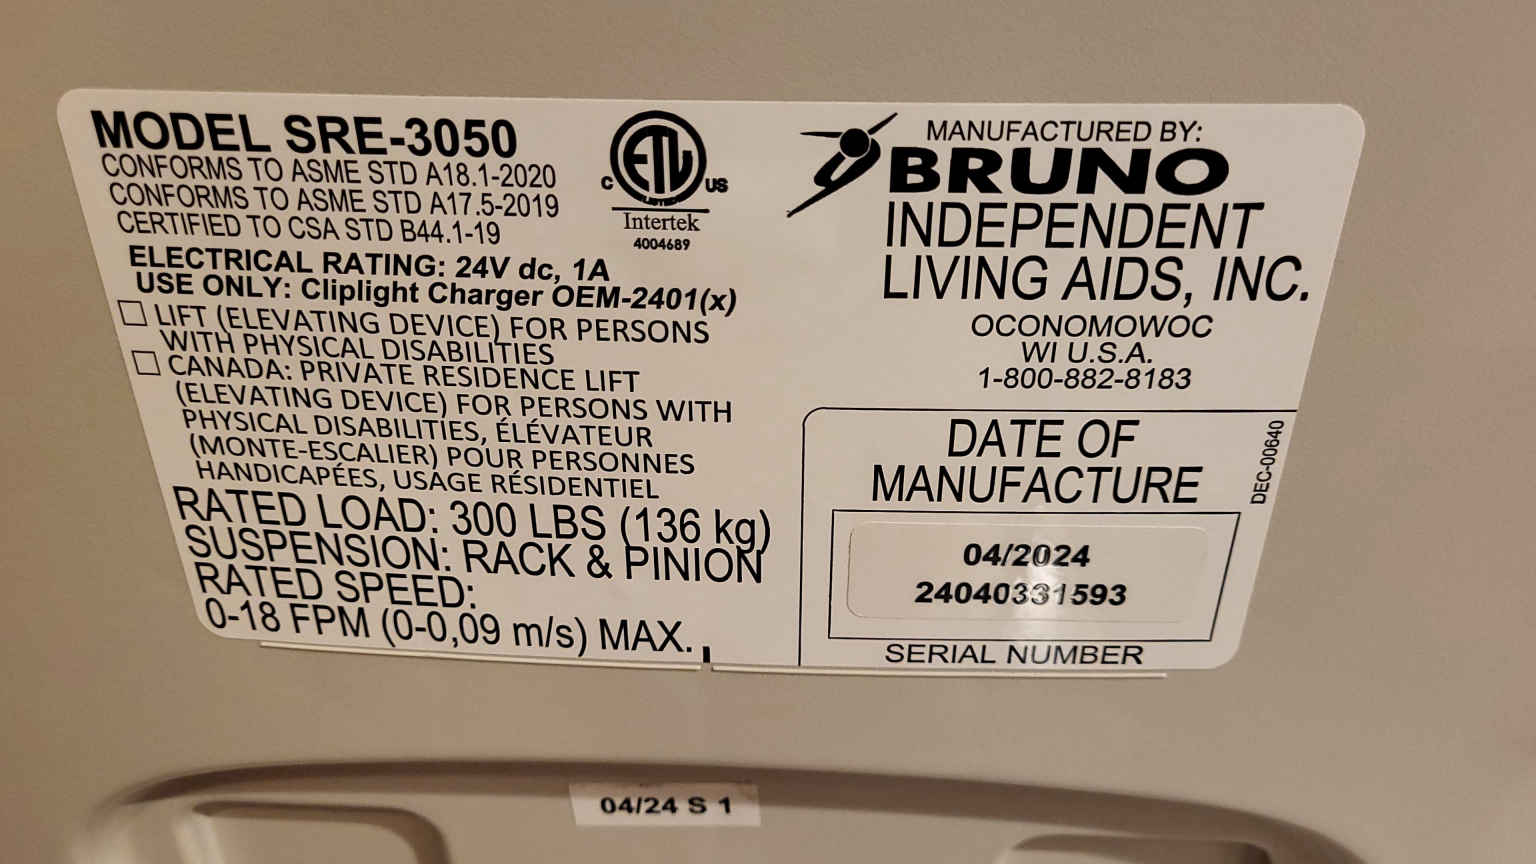 MODEL SRE-3050
CONFORMS TO ASME STD A18.1-2020
CONFORMS TO ASME STD A17.5-2019
CERTIFIED TO CSA STD B44.1-19
ELECTRICAL RATING: 24V dc, 1A
USE ONLY: Cliplight Charger OEM-2401(x)
LIFT (ELEVATING DEVICE) FOR PERSONS
WITH PHYSICAL DISABILITIES
CANADA: PRIVATE RESIDENCE LIFT
(ELEVATING DEVICE) FOR PERSONS WITH
PHYSICAL DISABILITIES, ÉLÉVATEUR
(MONTE-ESCALIER) POUR PERSONNES
HANDICAPÉES, USAGE RÉSIDENTIEL
RATED LOAD: 300 LBS (136 kg)
SUSPENSION: RACK & PINION
RATED SPEED:
0-18 FPM (0-0,09 m/s) MAX.
ETL
C US
LISTED
Intertek
4004689
MANUFACTURED BY:
BRUNO
INDEPENDENT
LIVING AIDS, INC.
OCONOMOWOC
WI U.S.A.
1-800-882-8183
DATE OF
MANUFACTURE
DEC-00640
04/2024
24040331593
SERIAL NUMBER
04/24 S 1